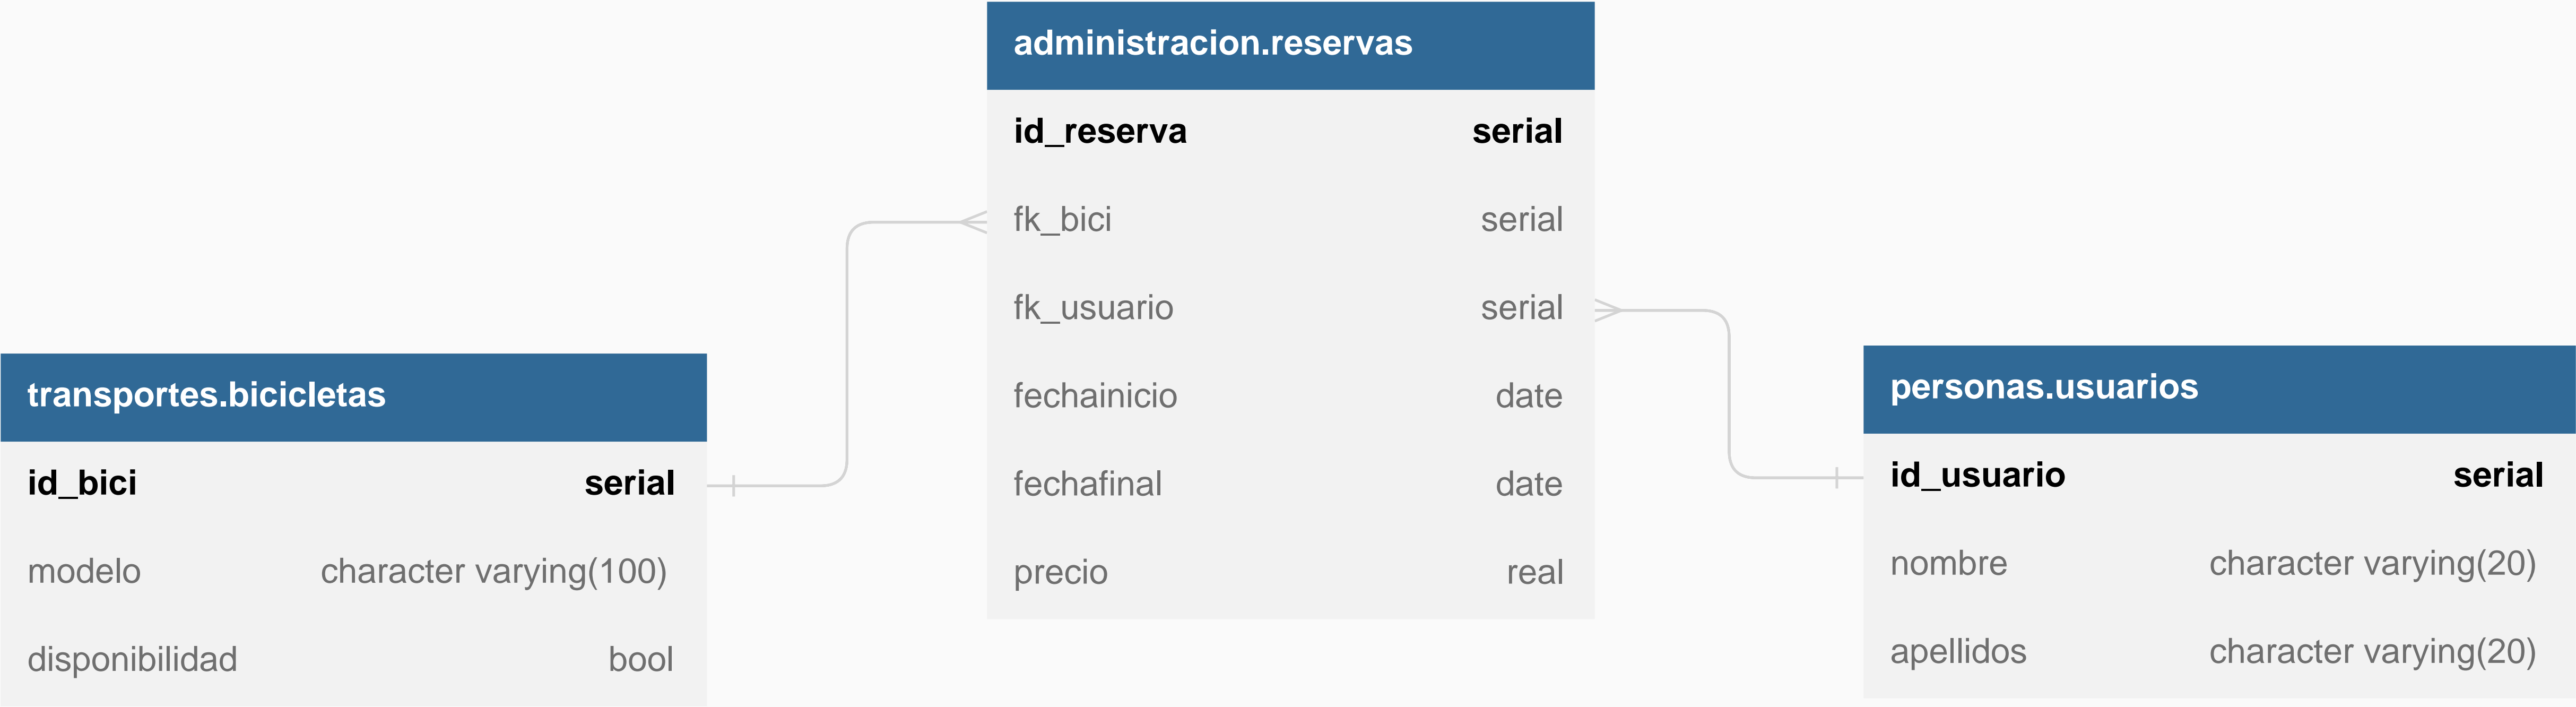 administracion.reservas
id_reserva serial
fk_bici serial
fk_usuario serial
fechainicio date
fechafinal date
precio real
transportes.bicicletas
id_bici serial
modelo character varying(100)
disponibilidad bool
personas.usuarios
id_usuario serial
nombre character varying(20)
apellidos character varying(20)